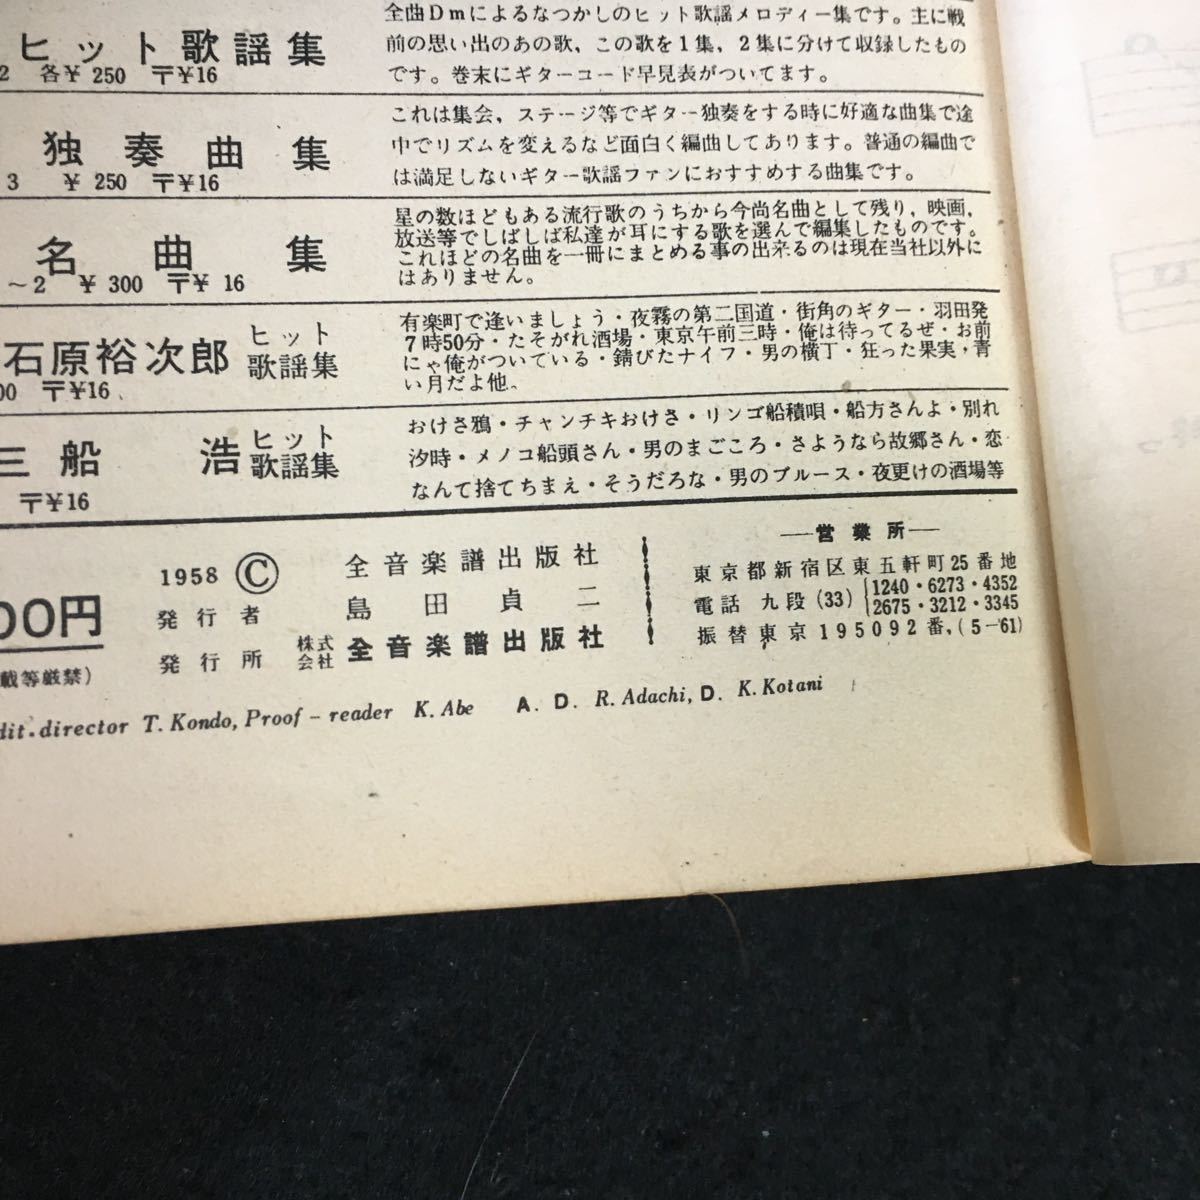 全曲Dmによるなつかしのヒット歌謡メロディー集です。主に戦
前の思い出のあの歌，この歌を1集，2集に分けて収録したもの
です。巻末にギターコード早見表がついてます。
ヒット歌謡集
2 各¥250 〒¥16
これは集会，ステージ等でギター独奏をする時に好適な曲集で途
中でリズムを変えるなど面白く編曲してあります。普通の編曲で
は満足しないギター歌謡ファンにおすすめする曲集です。
独奏曲集
3 ¥250 〒¥16
星の数ほどもある流行歌のうちから今尚名曲として残り，映画，
放送等でしばしば私達が耳にする歌を選んで編集したものです。
これほどの名曲を一冊にまとめる事の出来るのは現在当社以外に
はありません。
名曲集
～2 ¥300 〒¥16
有楽町で逢いましょう・夜霧の第二国道・街角のギター・羽田発
7時50分・たそがれ酒場・東京午前三時・俺は待ってるぜ・お前
にゃ俺がついている・錆びたナイフ・男の横丁・狂った果実・青
い月だよ他。
石原裕次郎 ヒット歌謡集
00 〒¥16
おけさ鴉・チャンチキおけさ・リンゴ船積唄・船方さんよ・別れ
汐時・メノコ船頭さん・男のまごころ・さようなら故郷さん・恋
なんて捨てちまえ・そうだろな・男のブルース・夜更けの酒場等
三船浩 ヒット歌謡集
〒¥16
00円
載等厳禁）
1958 © 全音楽譜出版社
発行者 島田貞二
発行所 株式会社 全音楽譜出版社
―営業所―
東京都新宿区東五軒町25番地
電話 九段(33) 1240・6273・4352
2675・3212・3345
振替東京195092番，(5—'61)
dit.director T. Kondo, Proof-reader K. Abe A. D. R. Adachi, D. K. Kotani